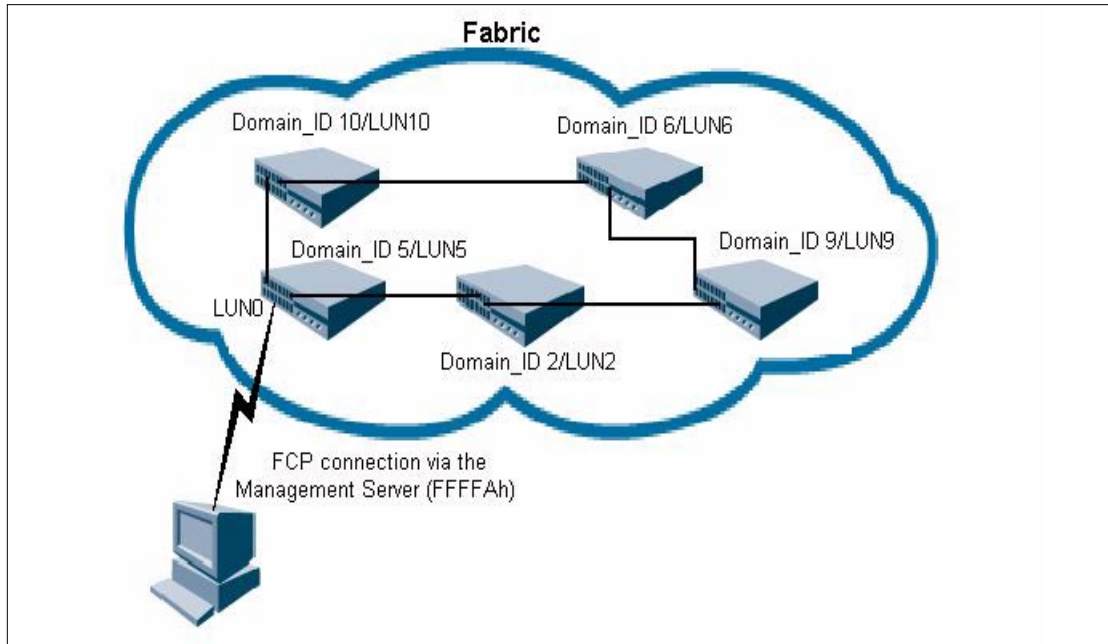 Fabric
Domain_ID 10/LUN10
Domain_ID 6/LUN6
Domain_ID 5/LUN5
Domain_ID 9/LUN9
LUN0
Domain_ID 2/LUN2
FCP connection via the
Management Server (FFFFAh)